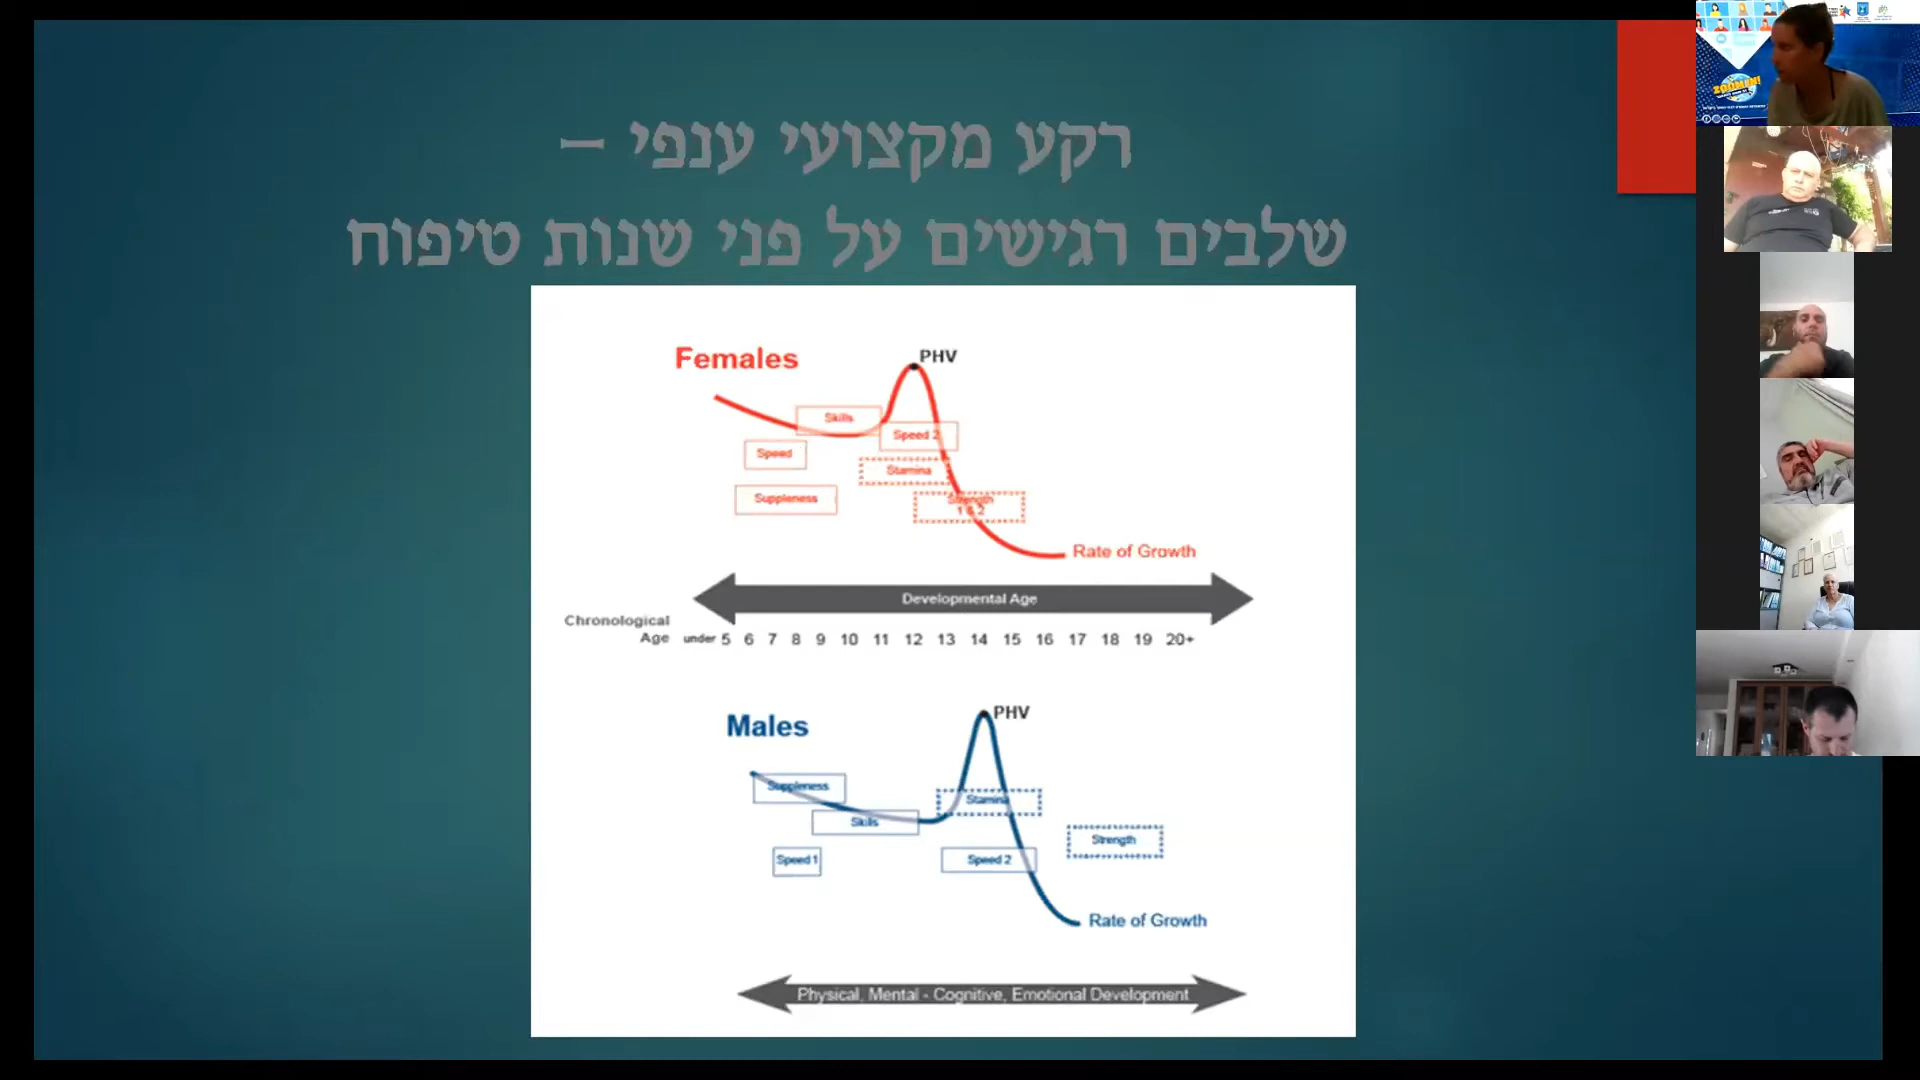 רקע מקצועי ענפי –
שלבים רגישים על פני שנות טיפוח
Females
PHV
Skills
Speed 2
Speed
Stamina
Suppleness
Strength
1 & 2
Rate of Growth
Developmental Age
Chronological
Age
under 5 6 7 8 9 10 11 12 13 14 15 16 17 18 19 20+
Males
PHV
Suppleness
Stamina
Skills
Strength
Speed 1
Speed 2
Rate of Growth
Physical, Mental - Cognitive, Emotional Development
ZOOMIN!